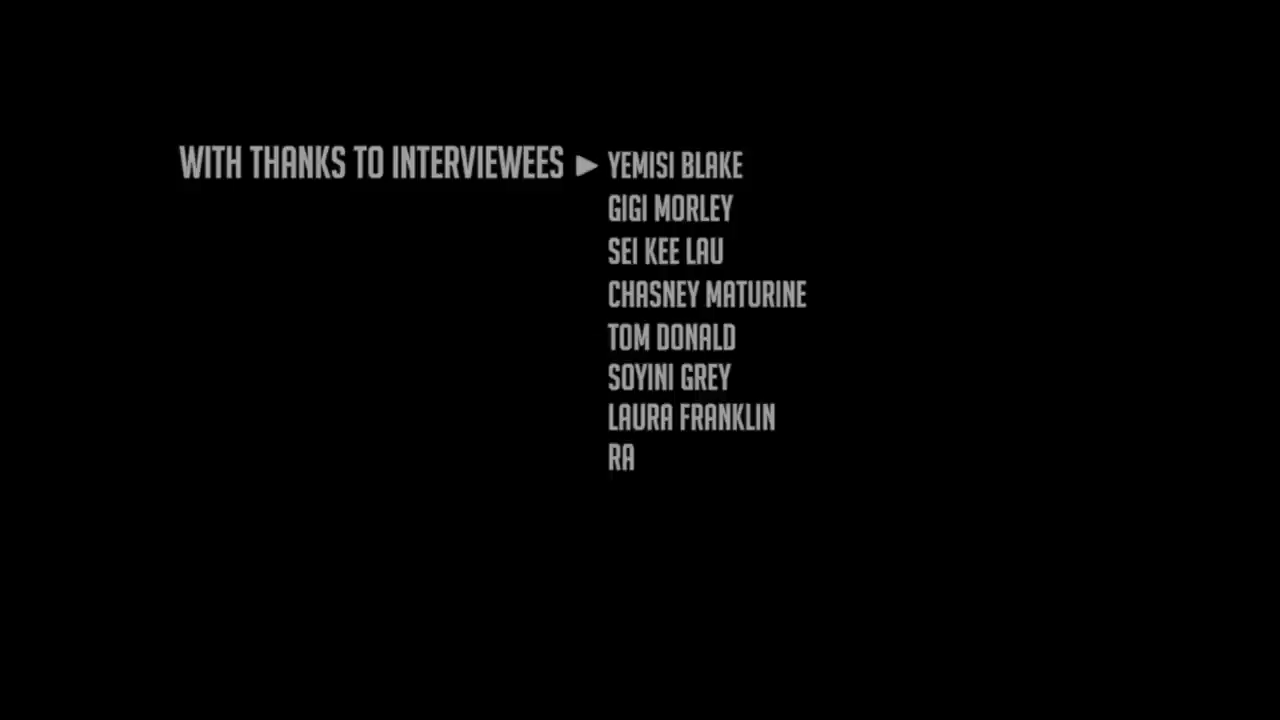 WITH THANKS TO INTERVIEWEES ► YEMISI BLAKE
GIGI MORLEY
SEI KEE LAU
CHASNEY MATURINE
TOM DONALD
SOYINI GREY
LAURA FRANKLIN
RA